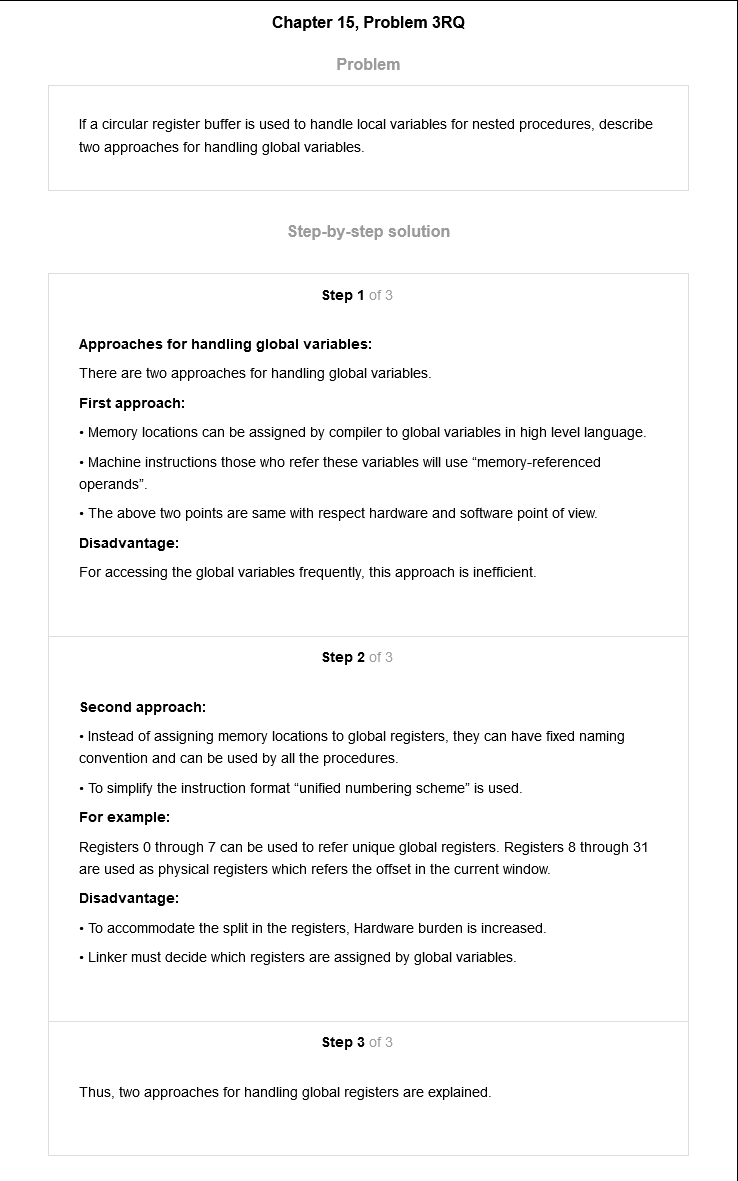 Chapter 15, Problem 3RQ
Problem
If a circular register buffer is used to handle local variables for nested procedures, describe
two approaches for handling global variables.
Step-by-step solution
Step 1 of 3
Approaches for handling global variables:
There are two approaches for handling global variables.
First approach:
• Memory locations can be assigned by compiler to global variables in high level language.
• Machine instructions those who refer these variables will use “memory-referenced
operands”.
• The above two points are same with respect hardware and software point of view.
Disadvantage:
For accessing the global variables frequently, this approach is inefficient.
Step 2 of 3
Second approach:
• Instead of assigning memory locations to global registers, they can have fixed naming
convention and can be used by all the procedures.
• To simplify the instruction format “unified numbering scheme” is used.
For example:
Registers 0 through 7 can be used to refer unique global registers. Registers 8 through 31
are used as physical registers which refers the offset in the current window.
Disadvantage:
• To accommodate the split in the registers, Hardware burden is increased.
• Linker must decide which registers are assigned by global variables.
Step 3 of 3
Thus, two approaches for handling global registers are explained.